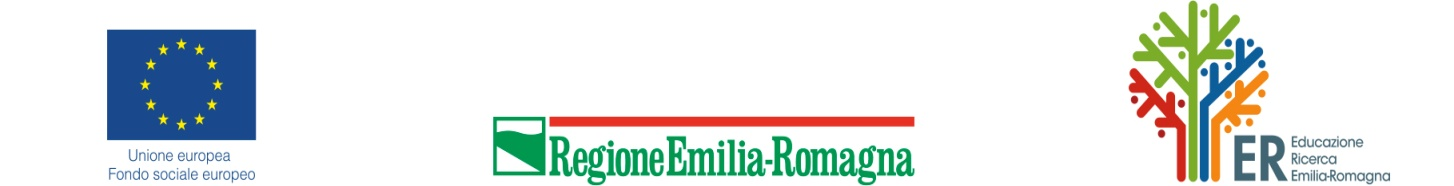 Unione europea
Fondo sociale europeo
RegioneEmilia-Romagna
ER
Educazione
Ricerca
Emilia-Romagna